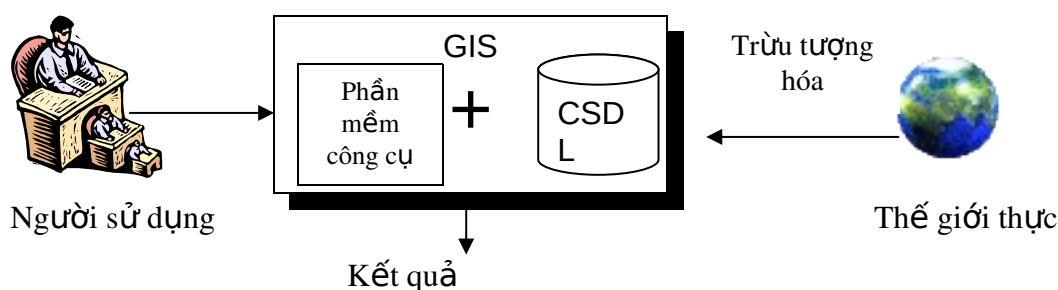 GIS
Trừu tượng
hóa
Phần
mềm
công cụ
+
CSD
L
Người sử dụng
Thế giới thực
Kết quả